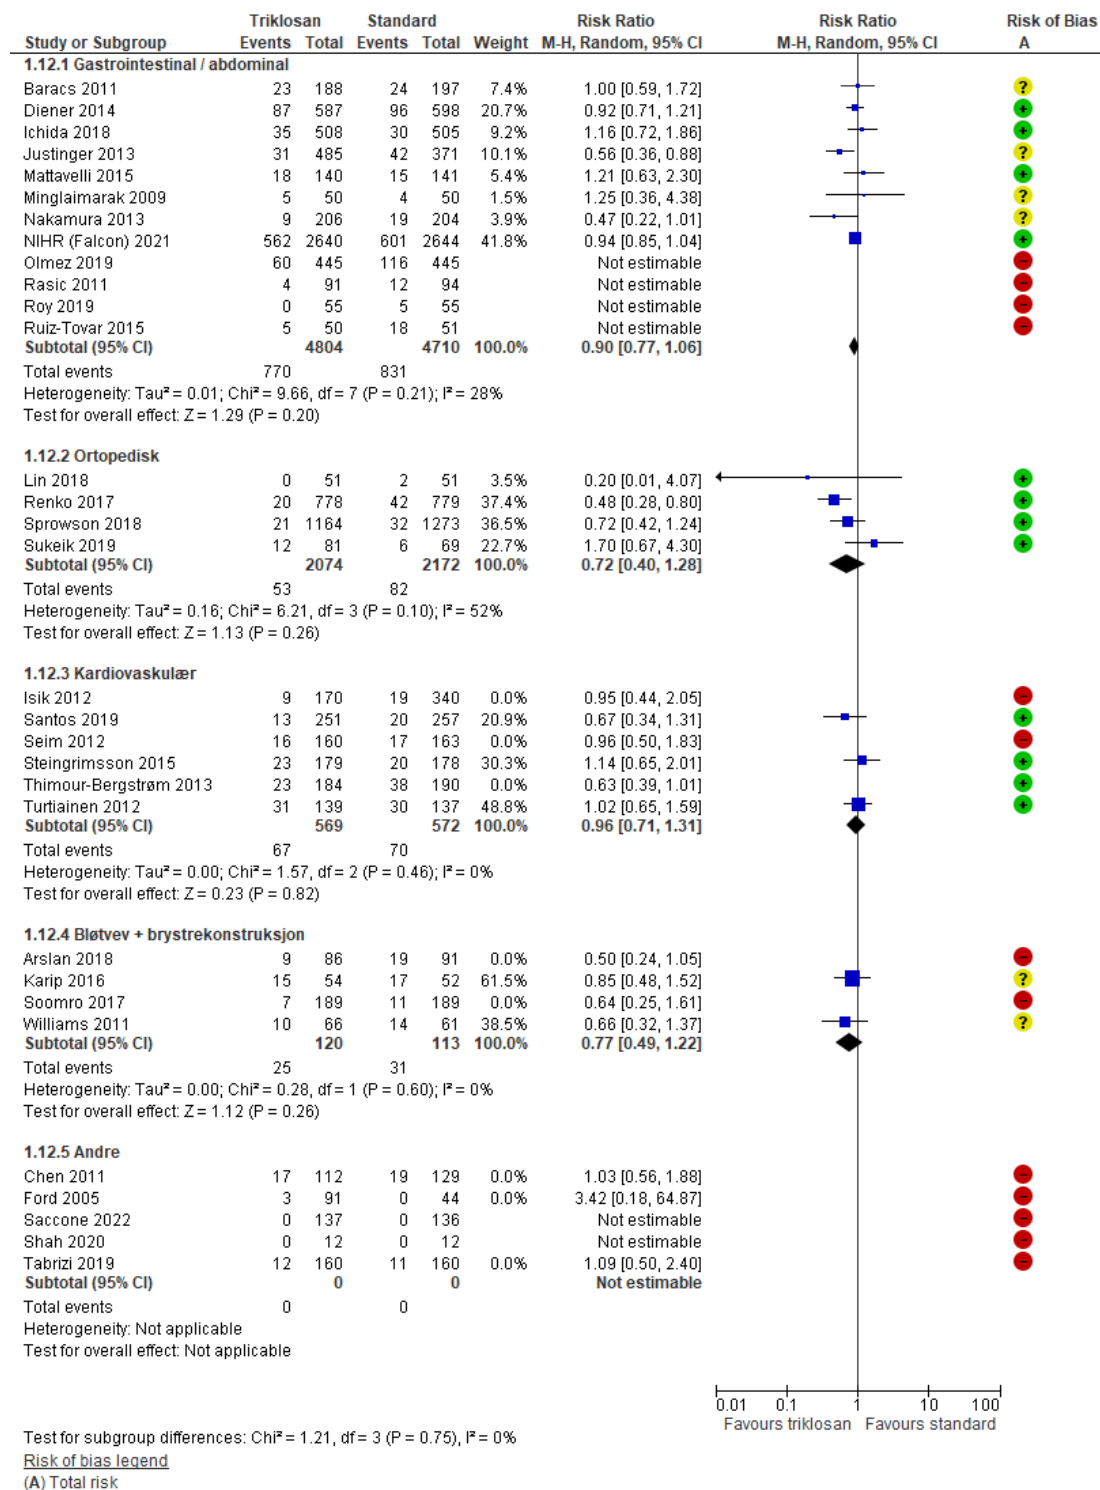 Triklosan Standard Risk Ratio Risk Ratio Risk of Bias
Study or Subgroup Events Total Events Total Weight M-H, Random, 95% CI M-H, Random, 95% CI A
1.12.1 Gastrointestinal / abdominal
Baracs 2011 23 188 24 197 7.4% 1.00 [0.59, 1.72] ?
Diener 2014 87 587 96 598 20.7% 0.92 [0.71, 1.21] +
Ichida 2018 35 508 30 505 9.2% 1.16 [0.72, 1.86] +
Justinger 2013 31 485 42 371 10.1% 0.56 [0.36, 0.88] ?
Mattavelli 2015 18 140 15 141 5.4% 1.21 [0.63, 2.30] +
Minglaimarak 2009 5 50 4 50 1.5% 1.25 [0.36, 4.38] ?
Nakamura 2013 9 206 19 204 3.9% 0.47 [0.22, 1.01] ?
NIHR (Falcon) 2021 562 2640 601 2644 41.8% 0.94 [0.85, 1.04] +
Olmez 2019 60 445 116 445 Not estimable -
Rasic 2011 4 91 12 94 Not estimable -
Roy 2019 0 55 5 55 Not estimable -
Ruiz-Tovar 2015 5 50 18 51 Not estimable -
Subtotal (95% CI) 4804 4710 100.0% 0.90 [0.77, 1.06]
Total events 770 831
Heterogeneity: Tau² = 0.01; Chi² = 9.66, df = 7 (P = 0.21); I² = 28%
Test for overall effect: Z = 1.29 (P = 0.20)
1.12.2 Ortopedisk
Lin 2018 0 51 2 51 3.5% 0.20 [0.01, 4.07] +
Renko 2017 20 778 42 779 37.4% 0.48 [0.28, 0.80] +
Sprowson 2018 21 1164 32 1273 36.5% 0.72 [0.42, 1.24] +
Sukeik 2019 12 81 6 69 22.7% 1.70 [0.67, 4.30] +
Subtotal (95% CI) 2074 2172 100.0% 0.72 [0.40, 1.28]
Total events 53 82
Heterogeneity: Tau² = 0.16; Chi² = 6.21, df = 3 (P = 0.10); I² = 52%
Test for overall effect: Z = 1.13 (P = 0.26)
1.12.3 Kardiovaskulær
Isik 2012 9 170 19 340 0.0% 0.95 [0.44, 2.05] -
Santos 2019 13 251 20 257 20.9% 0.67 [0.34, 1.31] +
Seim 2012 16 160 17 163 0.0% 0.96 [0.50, 1.83] -
Steingrimsson 2015 23 179 20 178 30.3% 1.14 [0.65, 2.01] +
Thimour-Bergstrøm 2013 23 184 38 190 0.0% 0.63 [0.39, 1.01] +
Turtiainen 2012 31 139 30 137 48.8% 1.02 [0.65, 1.59] +
Subtotal (95% CI) 569 572 100.0% 0.96 [0.71, 1.31]
Total events 67 70
Heterogeneity: Tau² = 0.00; Chi² = 1.57, df = 2 (P = 0.46); I² = 0%
Test for overall effect: Z = 0.23 (P = 0.82)
1.12.4 Bløtvev + brystrekonstruksjon
Arslan 2018 9 86 19 91 0.0% 0.50 [0.24, 1.05] -
Karip 2016 15 54 17 52 61.5% 0.85 [0.48, 1.52] ?
Soomro 2017 7 189 11 189 0.0% 0.64 [0.25, 1.61] -
Williams 2011 10 66 14 61 38.5% 0.66 [0.32, 1.37] ?
Subtotal (95% CI) 120 113 100.0% 0.77 [0.49, 1.22]
Total events 25 31
Heterogeneity: Tau² = 0.00; Chi² = 0.28, df = 1 (P = 0.60); I² = 0%
Test for overall effect: Z = 1.12 (P = 0.26)
1.12.5 Andre
Chen 2011 17 112 19 129 0.0% 1.03 [0.56, 1.88] -
Ford 2005 3 91 0 44 0.0% 3.42 [0.18, 64.87] -
Saccone 2022 0 137 0 136 Not estimable -
Shah 2020 0 12 0 12 Not estimable -
Tabrizi 2019 12 160 11 160 0.0% 1.09 [0.50, 2.40] -
Subtotal (95% CI) 0 0 Not estimable
Total events 0 0
Heterogeneity: Not applicable
Test for overall effect: Not applicable
0.01 0.1 1 10 100
Favours triklosan Favours standard
Test for subgroup differences: Chi² = 1.21, df = 3 (P = 0.75), I² = 0%
Risk of bias legend
(A) Total risk